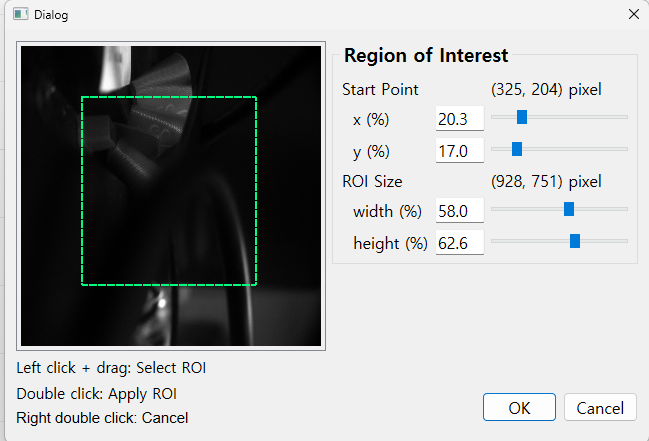 Dialog
Region of Interest
Start Point (325, 204) pixel
x (%) 20.3
y (%) 17.0
ROI Size (928, 751) pixel
width (%) 58.0
height (%) 62.6
Left click + drag: Select ROI
Double click: Apply ROI
Right double click: Cancel
OK Cancel